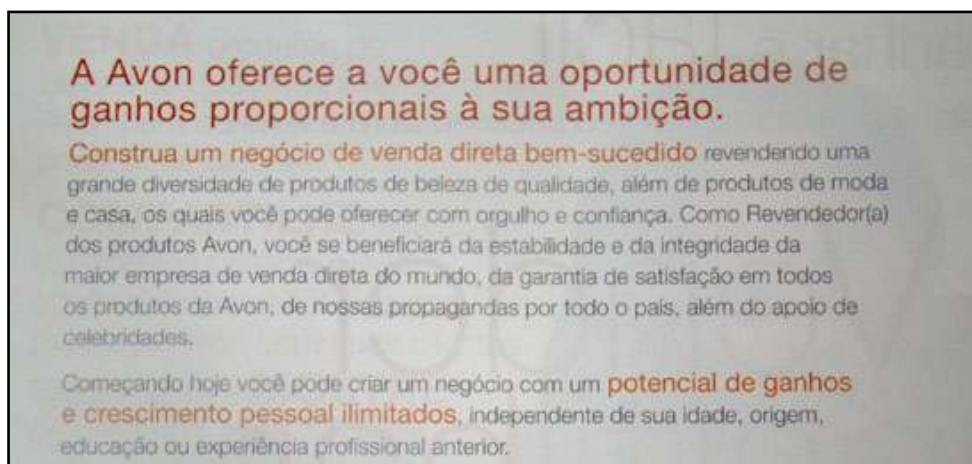 A Avon oferece a você uma oportunidade de
ganhos proporcionais à sua ambição.
Construa um negócio de venda direta bem-sucedido revendendo uma
grande diversidade de produtos de beleza de qualidade, além de produtos de moda
e casa, os quais você pode oferecer com orgulho e confiança. Como Revendedor(a)
dos produtos Avon, você se beneficiará da estabilidade e da integridade da
maior empresa de venda direta do mundo, da garantia de satisfação em todos
os produtos da Avon, de nossas propagandas por todo o país, além do apoio de
celebridades.
Começando hoje você pode criar um negócio com um potencial de ganhos
e crescimento pessoal ilimitados, independente de sua idade, origem,
educação ou experiência profissional anterior.